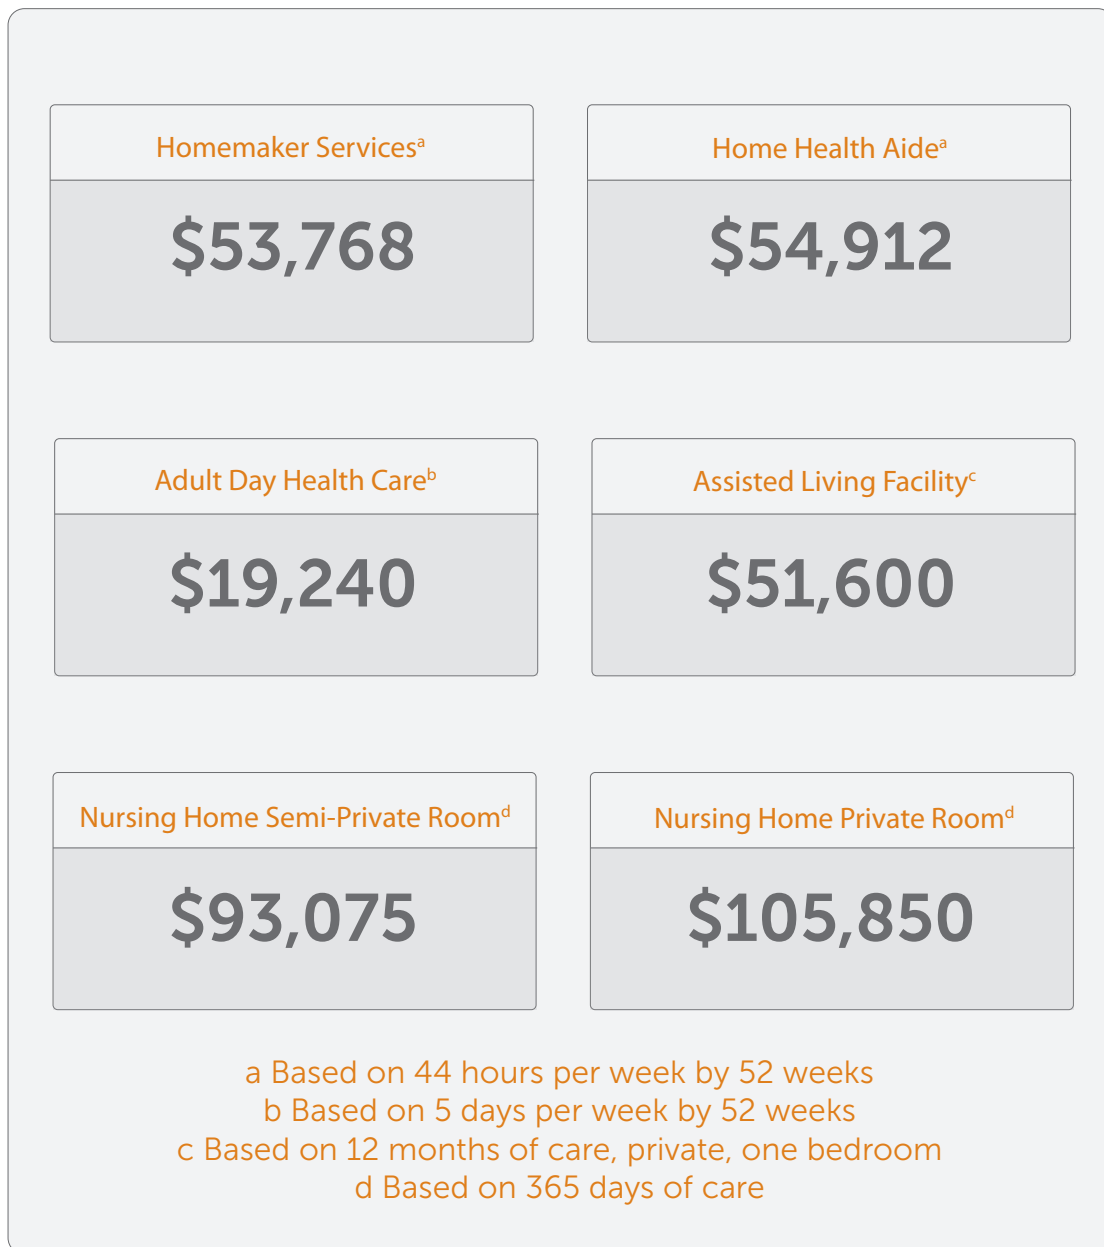 Homemaker Servicesᵃ
Home Health Aideᵃ
$53,768
$54,912
Adult Day Health Careᵇ
Assisted Living Facilityᶜ
$19,240
$51,600
Nursing Home Semi-Private Roomᵈ
Nursing Home Private Roomᵈ
$93,075
$105,850
a Based on 44 hours per week by 52 weeks
b Based on 5 days per week by 52 weeks
c Based on 12 months of care, private, one bedroom
d Based on 365 days of care